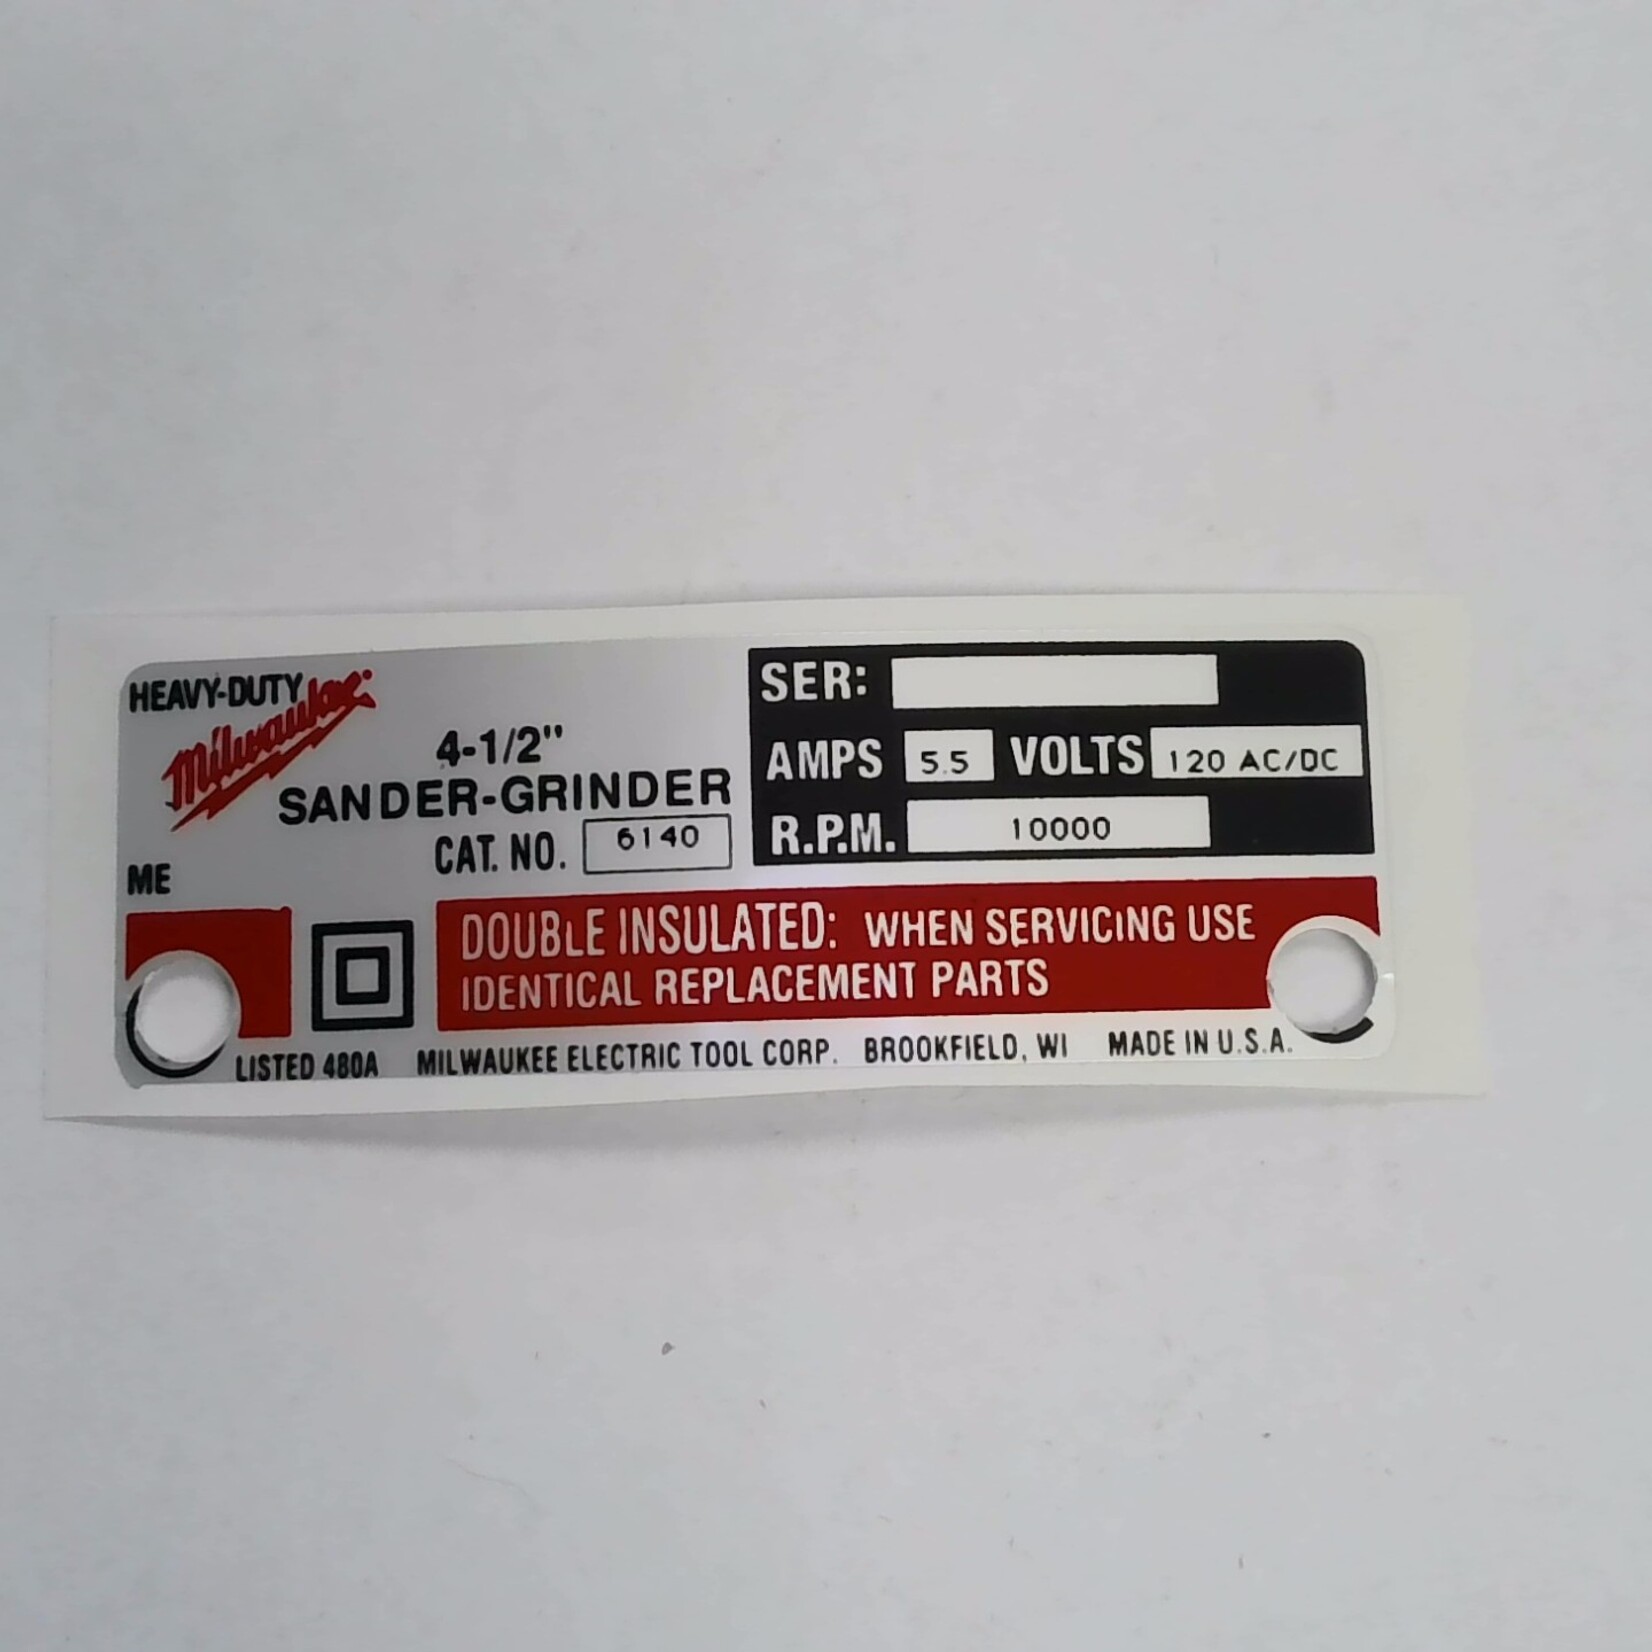 HEAVY-DUTY
Milwaukee
4-1/2"
SANDER-GRINDER
CAT. NO. 6140
ME
SER:
AMPS 5.5 VOLTS 120 AC/DC
R.P.M. 10000
DOUBLE INSULATED: WHEN SERVICING USE
IDENTICAL REPLACEMENT PARTS
LISTED 480A MILWAUKEE ELECTRIC TOOL CORP. BROOKFIELD, WI MADE IN U.S.A.